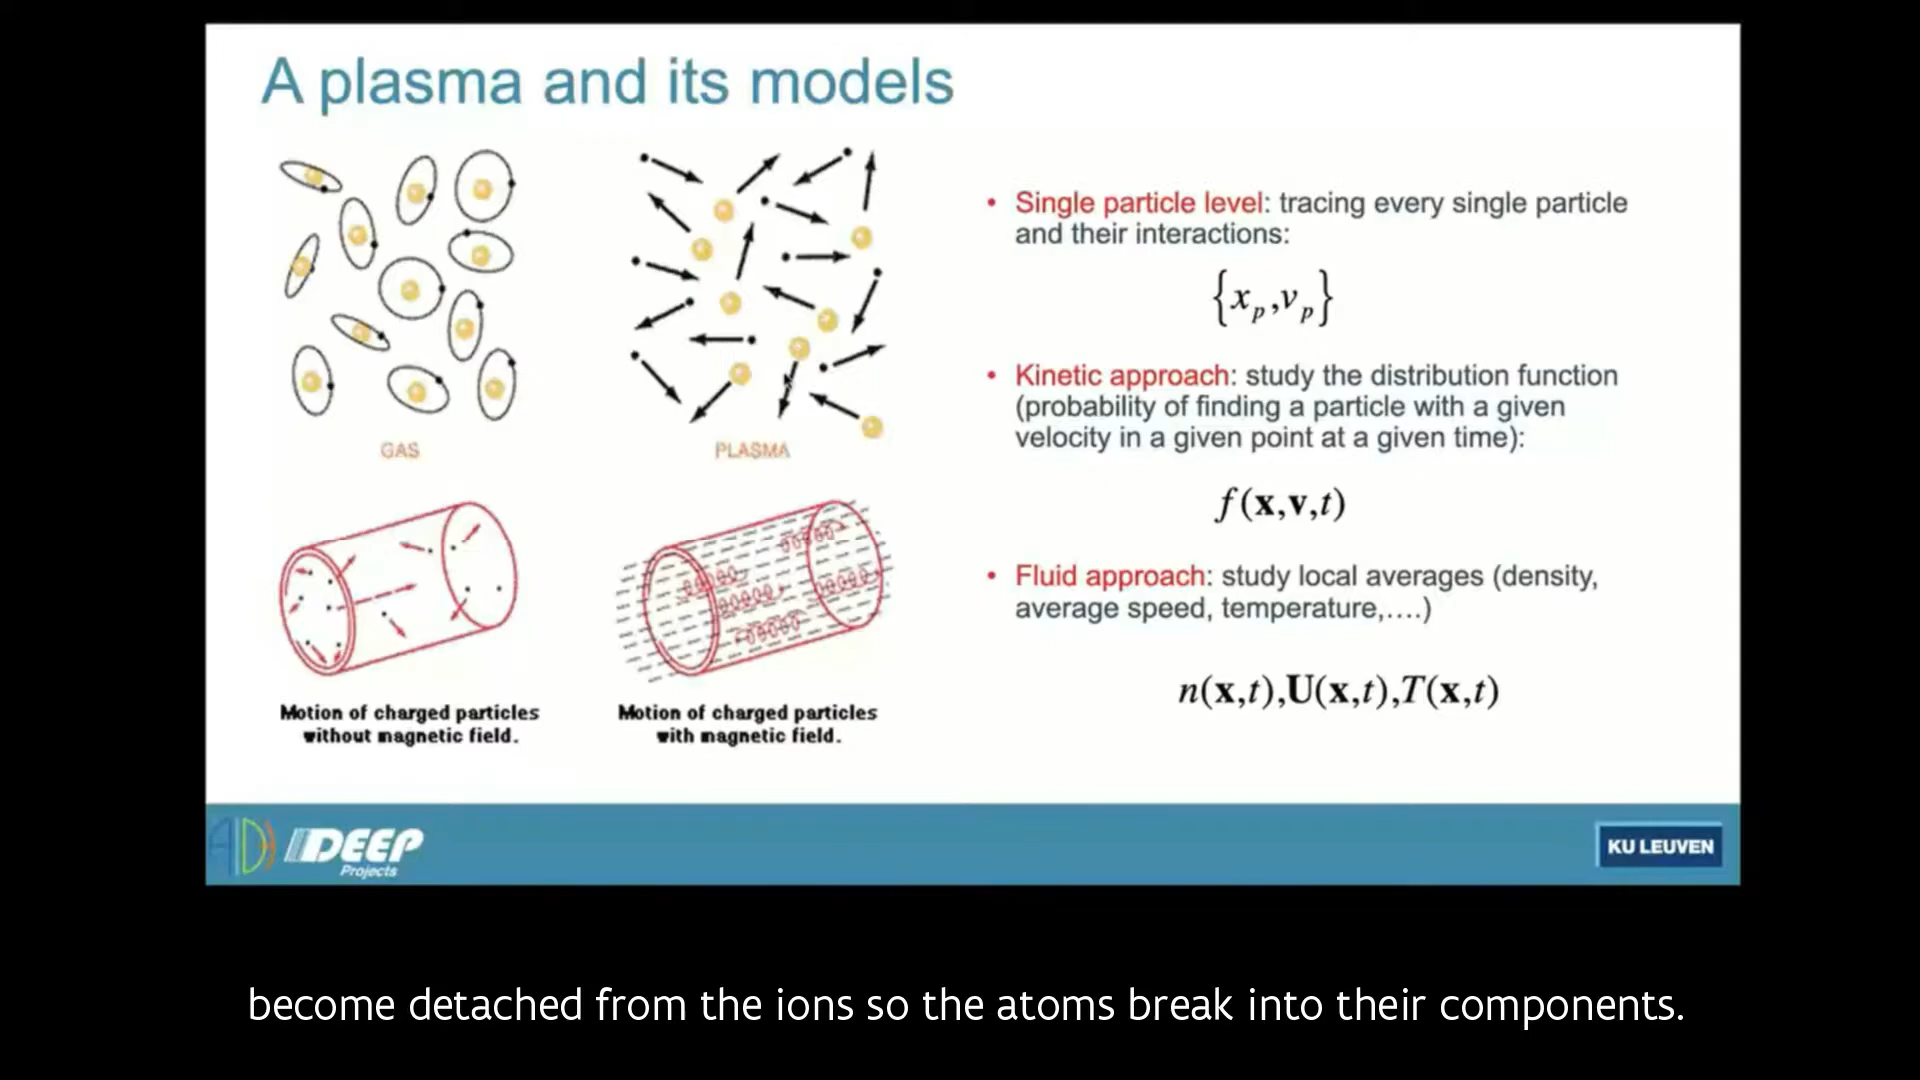 A plasma and its models
GAS
PLASMA
Motion of charged particles
without magnetic field.
Motion of charged particles
with magnetic field.
• Single particle level: tracing every single particle
and their interactions:
{x_p,v_p}
• Kinetic approach: study the distribution function
(probability of finding a particle with a given
velocity in a given point at a given time):
f(x,v,t)
• Fluid approach: study local averages (density,
average speed, temperature,....)
n(x,t),U(x,t),T(x,t)
DEEP
Projects
KU LEUVEN
become detached from the ions so the atoms break into their components.